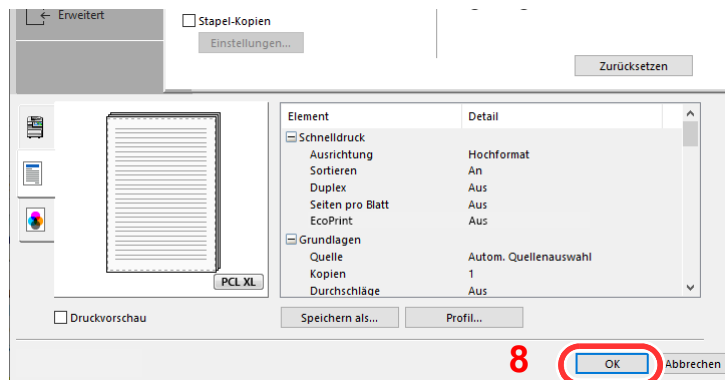 Erweitert
Stapel-Kopien
Einstellungen...
Zurücksetzen
Element Detail
Schnelldruck
Ausrichtung Hochformat
Sortieren An
Duplex Aus
Seiten pro Blatt Aus
EcoPrint Aus
Grundlagen
Quelle Autom. Quellenauswahl
Kopien 1
Durchschläge Aus
PCL XL
Druckvorschau
Speichern als... Profil...
8 OK Abbrechen